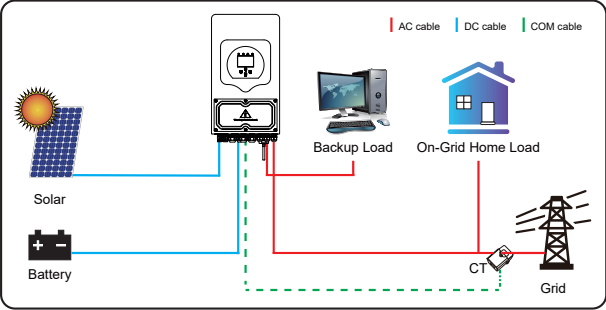 AC cable
DC cable
COM cable
Backup Load
On-Grid Home Load
Solar
Battery
CT
Grid